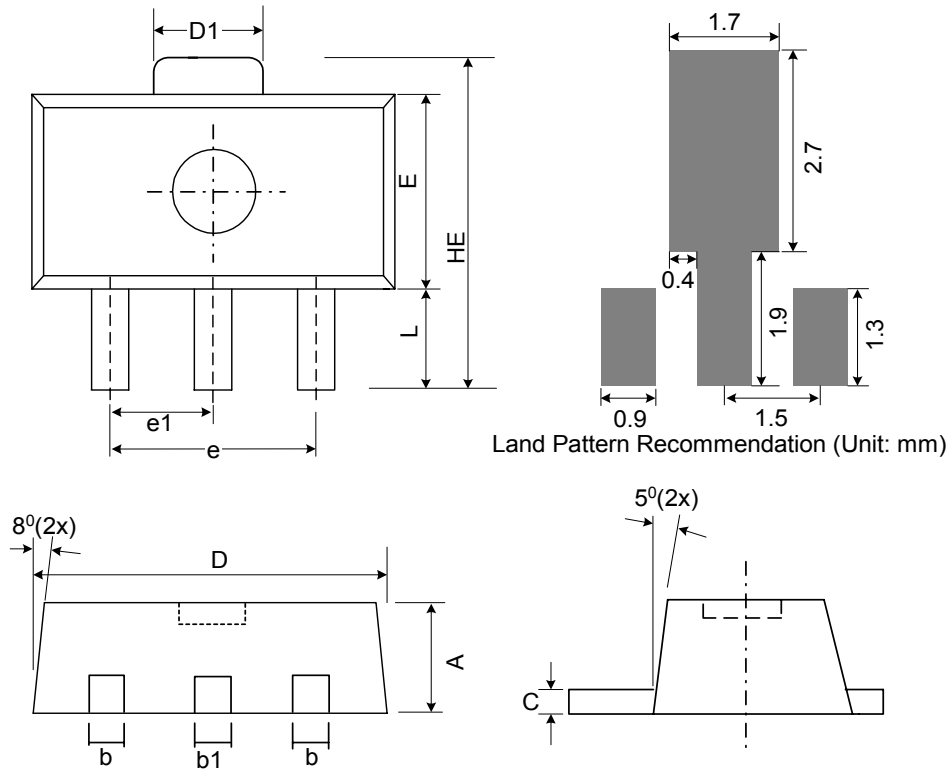 D1
1.7
E
HE
2.7
0.4
L
1.9
1.3
e1
e
0.9
1.5
Land Pattern Recommendation (Unit: mm)
8⁰(2x)
D
5⁰(2x)
A
C
b
b1
b